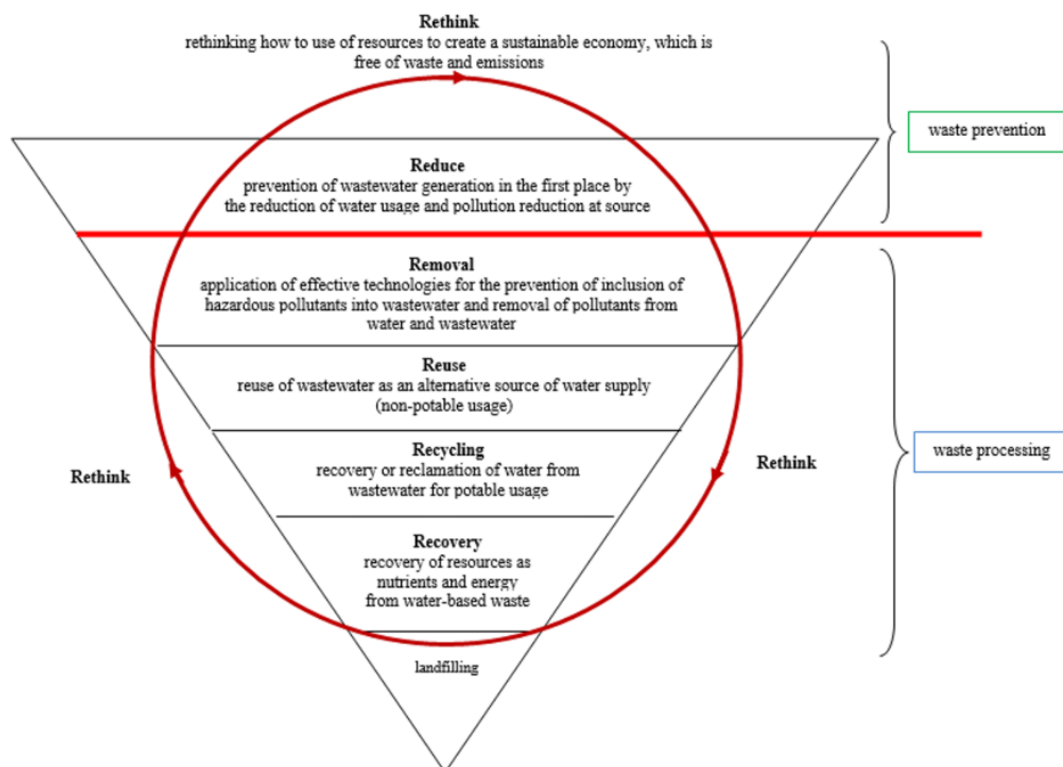 Rethink
rethinking how to use of resources to create a sustainable economy, which is
free of waste and emissions
waste prevention
Reduce
prevention of wastewater generation in the first place by
the reduction of water usage and pollution reduction at source
Removal
application of effective technologies for the prevention of inclusion of
hazardous pollutants into wastewater and removal of pollutants from
water and wastewater
Reuse
reuse of wastewater as an alternative source of water supply
(non-potable usage)
Recycling
recovery or reclamation of water from
wastewater for potable usage
Rethink
Rethink
waste processing
Recovery
recovery of resources as
nutrients and energy
from water-based waste
landfilling